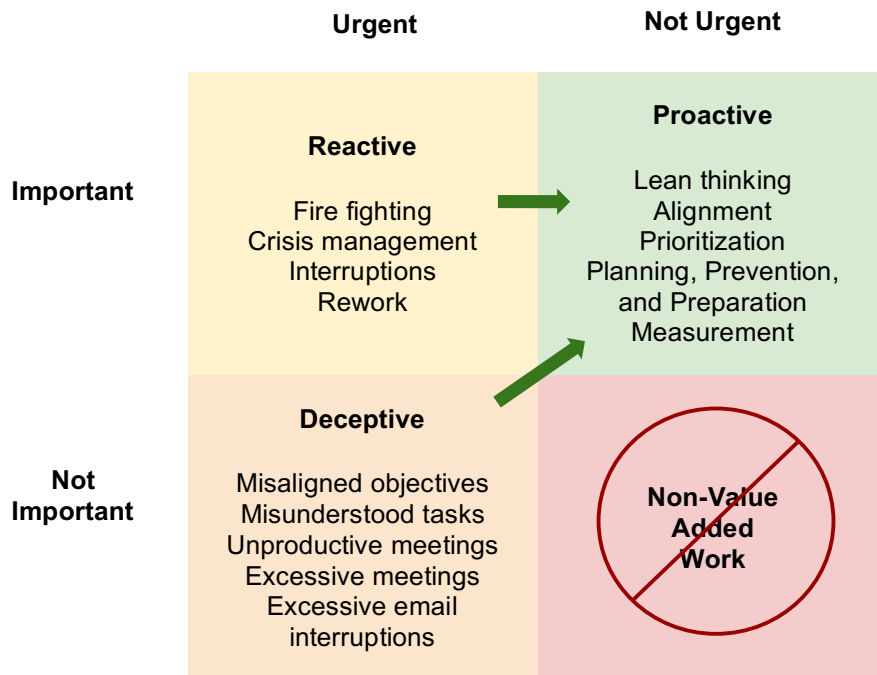 Urgent
Not Urgent
Important
Reactive
Fire fighting
Crisis management
Interruptions
Rework
Proactive
Lean thinking
Alignment
Prioritization
Planning, Prevention,
and Preparation
Measurement
Not
Important
Deceptive
Misaligned objectives
Misunderstood tasks
Unproductive meetings
Excessive meetings
Excessive email
interruptions
Non-Value
Added
Work